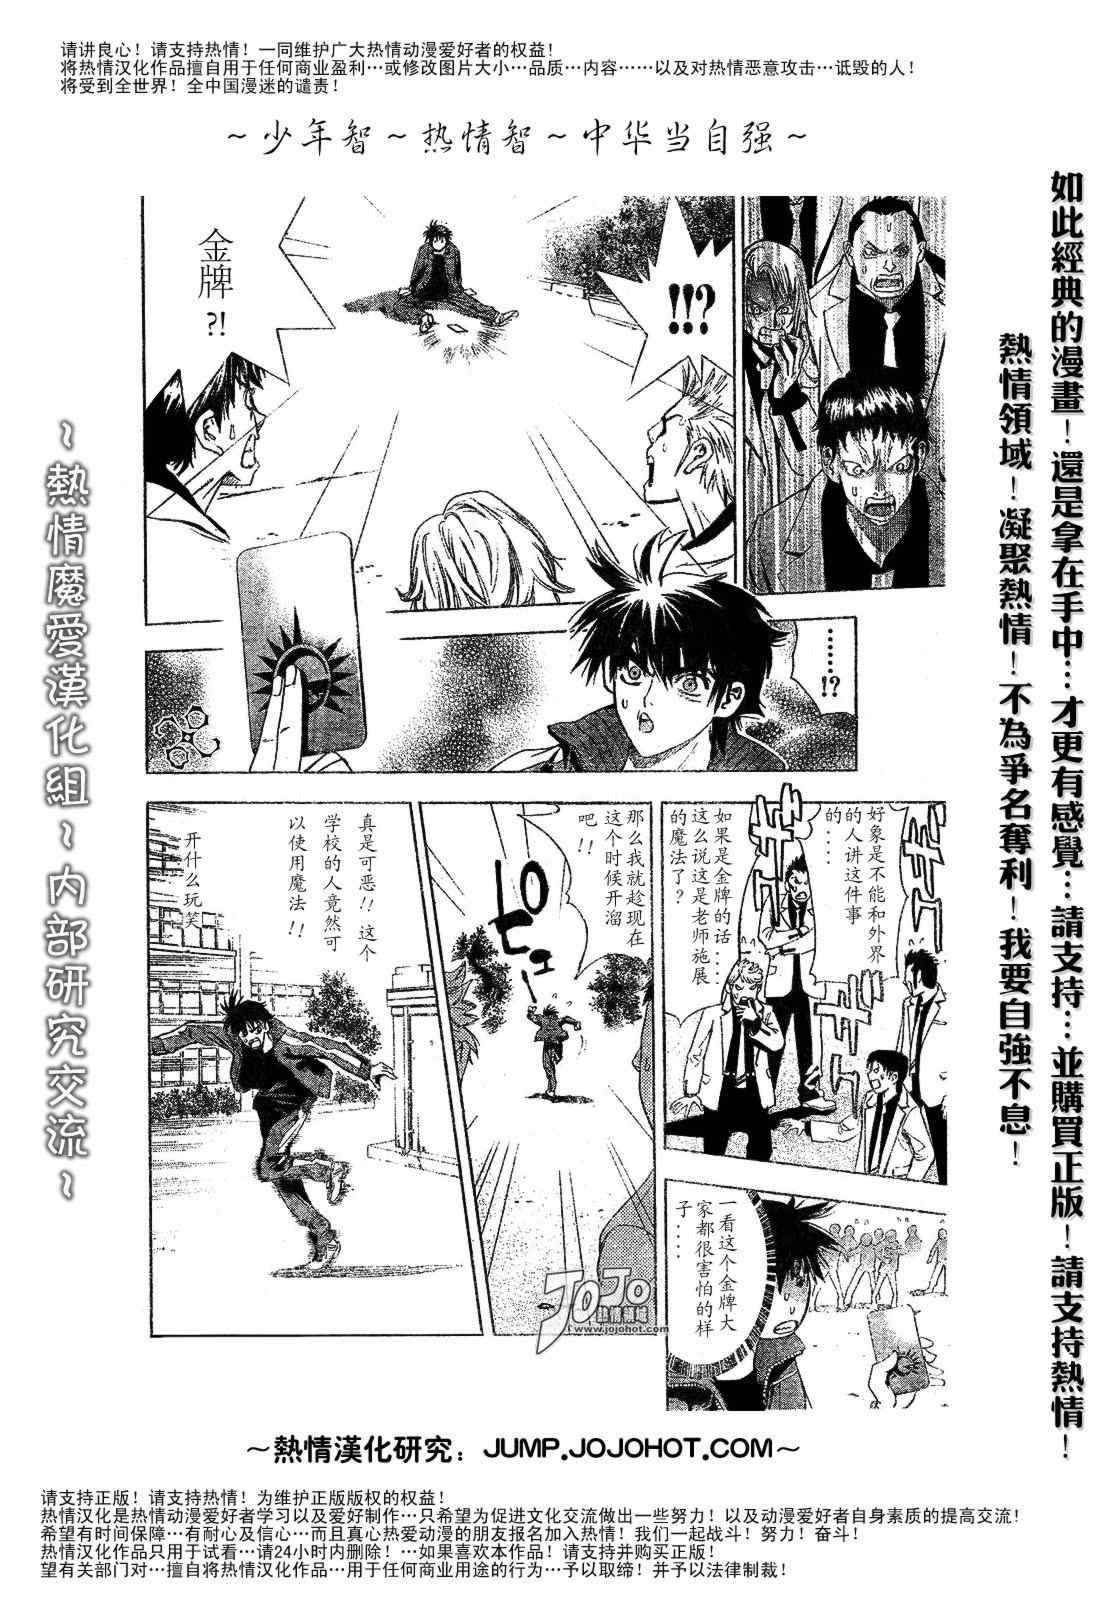 请讲良心！请支持热情！一同维护广大热情动漫爱好者的权益！
将热情汉化作品擅自用于任何商业盈利…或修改图片大小…品质…内容……以及对热情恶意攻击…诋毁的人！
将受到全世界！全中国漫迷的谴责！
～少年智～热情智～中华当自强～
如此經典的漫畫！還是拿在手中…才更有感覺…請支持…並購買正版！請支持熱情！
熱情領域！凝聚熱情！不為爭名奪利！我要自強不息！
～熱情魔愛漢化組～内部研究交流～
!!?
金牌
?!
……!?
好象是不能和外界
的人讲这件事
的....
如果是金牌的话....
这么说这是老师施展
的魔法了?
一看这个金牌大
家都很害怕的样
子....
那么我就趁现在
这个时候开溜
吧!!
真是可恶!! 这个
学校的人竟然可
以使用魔法!!
开什么玩笑
JOJO
熱情領域
www.jojohot.com
～熱情漢化研究：JUMP.JOJOHOT.COM～
请支持正版！请支持热情！为维护正版版权的权益！
热情汉化是热情动漫爱好者学习以及爱好制作…只希望为促进文化交流做出一些努力！以及动漫爱好者自身素质的提高交流！
希望有时间保障…有耐心及信心…而且真心热爱动漫的朋友报名加入热情！我们一起战斗！努力！奋斗！
热情汉化作品只用于试看…请24小时内删除！…如果喜欢本作品！请支持并购买正版！
望有关部门对…擅自将热情汉化作品…用于任何商业用途的行为…予以取缔！并予以法律制裁！